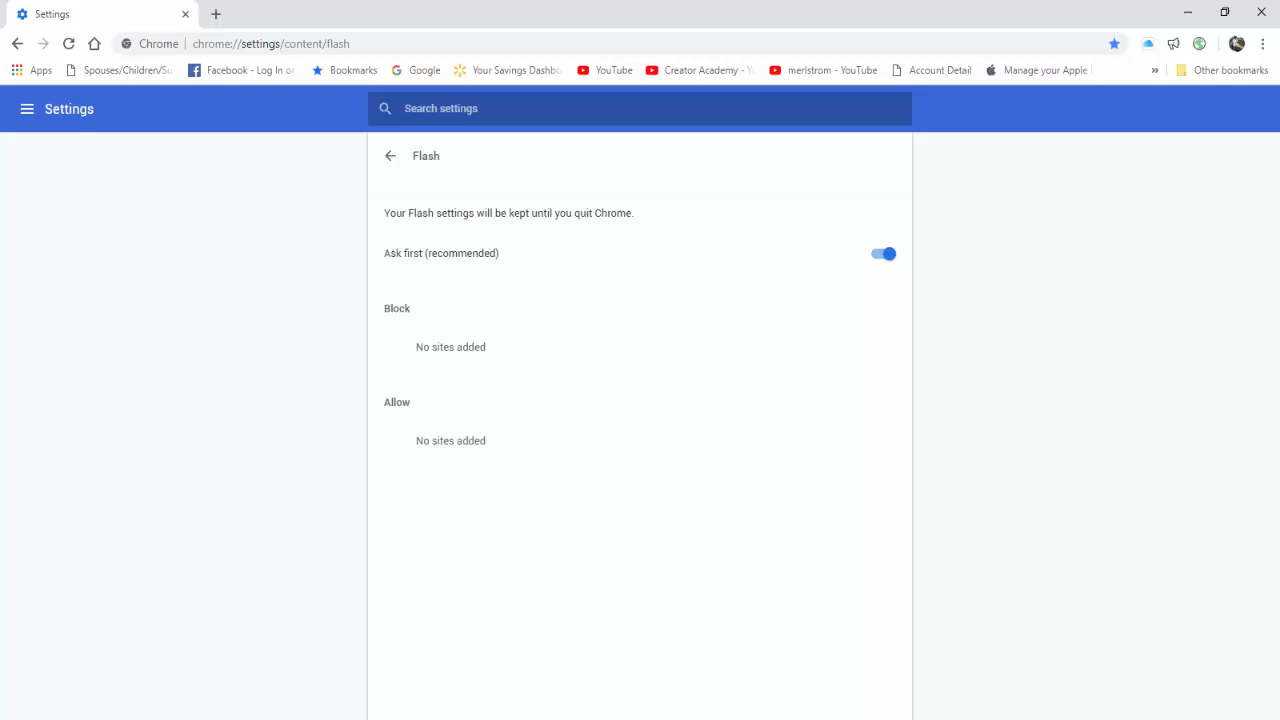 Settings
Chrome | chrome://settings/content/flash
Apps Spouses/Children/Su Facebook - Log In or Bookmarks Google Your Savings Dashbo YouTube Creator Academy - Y merlstrom - YouTube Account Detail Manage your Apple » Other bookmarks
Settings
Search settings
Flash
Your Flash settings will be kept until you quit Chrome.
Ask first (recommended)
Block
No sites added
Allow
No sites added